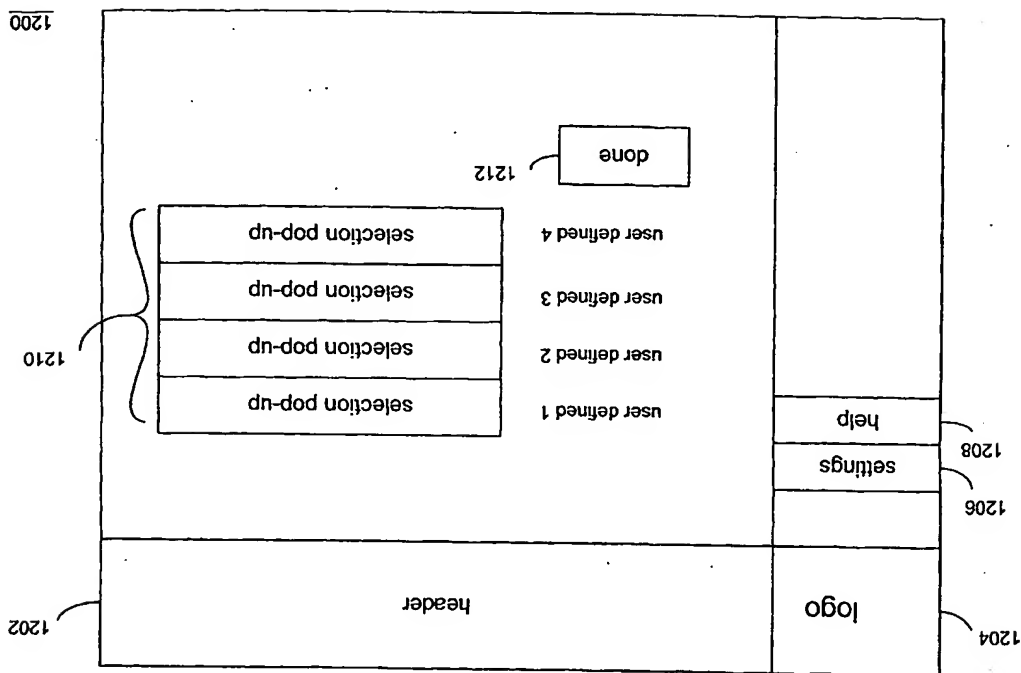 1204
logo
header
1202
1206
settings
1208
help
user defined 1
selection pop-up
user defined 2
selection pop-up
1210
user defined 3
selection pop-up
user defined 4
selection pop-up
done
1212
1200